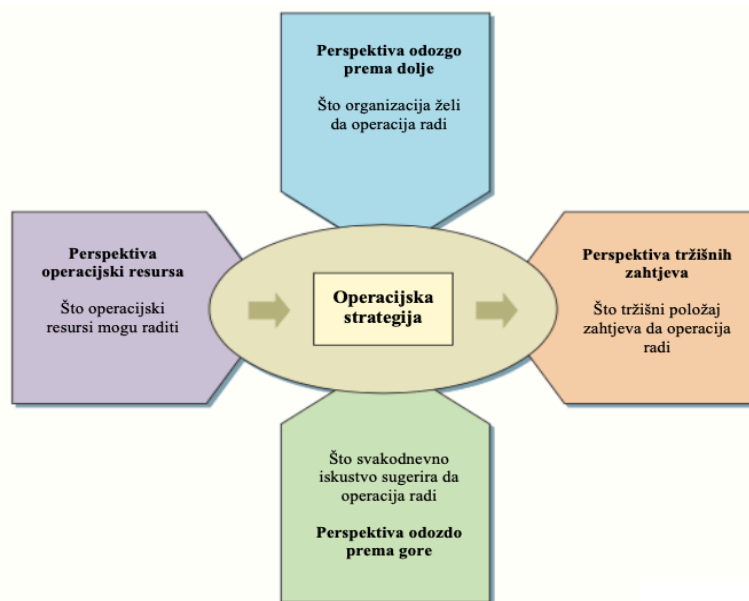 Perspektiva odozgo
prema dolje
Što organizacija želi
da operacija radi
Perspektiva
operacijski resursa
Što operacijski
resursi mogu raditi
Operacijska
strategija
Perspektiva tržišnih
zahtjeva
Što tržišni položaj
zahtjeva da operacija
radi
Što svakodnevno
iskustvo sugerira da
operacija radi
Perspektiva odozdo
prema gore